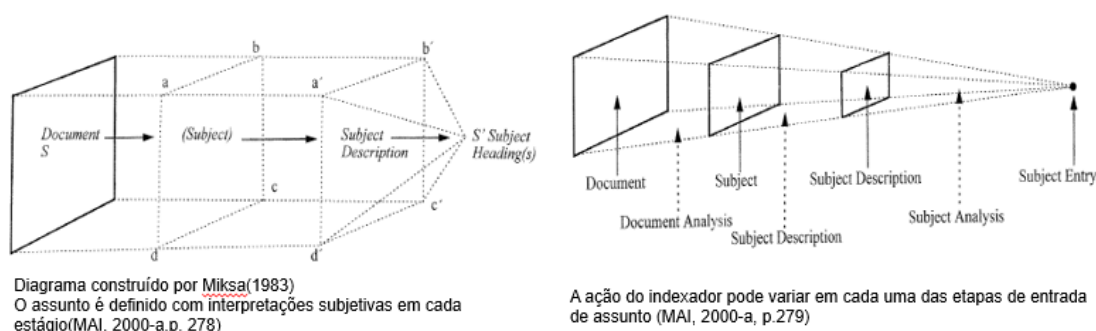 b
b´
a
a´
Document
S
(Subject)
Subject
Description
S' Subject
Heading(s)
c
c´
d
d´
Diagrama construído por Miksa(1983)
O assunto é definido com interpretações subjetivas em cada
estágio(MAI, 2000-a,p. 278)
Document
Subject
Subject Description
Subject Entry
Document Analysis
Subject Description
Subject Analysis
A ação do indexador pode variar em cada uma das etapas de entrada
de assunto (MAI, 2000-a, p.279)